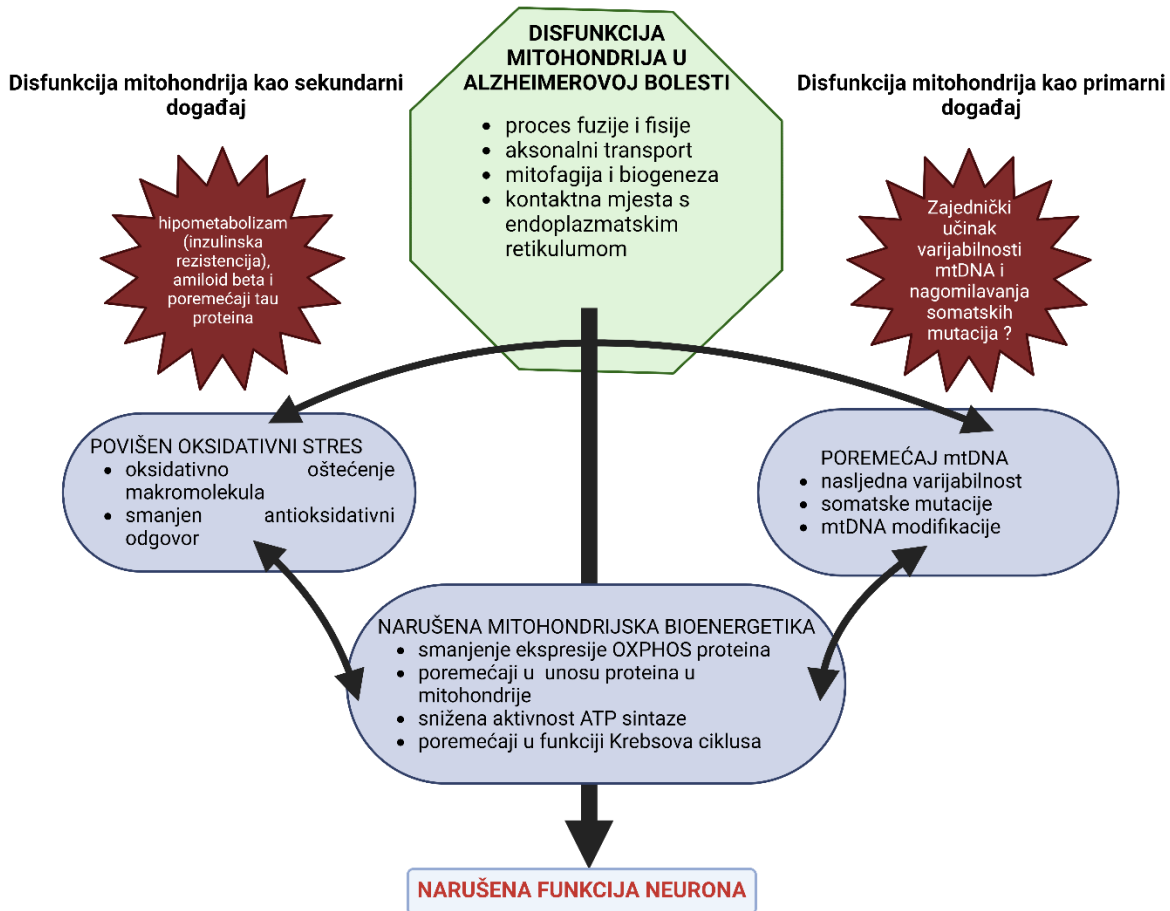 DISFUNKCIJA
MITOHONDRIJA U
ALZHEIMEROVOJ BOLESTI
• proces fuzije i fisije
• aksonalni transport
• mitofagija i biogeneza
• kontaktna mjesta s
endoplazmatskim
retikulumom
Disfunkcija mitohondrija kao sekundarni
događaj
hipometabolizam
(inzulinska
rezistencija),
amiloid beta i
poremećaji tau
proteina
Disfunkcija mitohondrija kao primarni
događaj
Zajednički
učinak
varijabilnosti
mtDNA i
nagomilavanja
somatskih
mutacija ?
POVIŠEN OKSIDATIVNI STRES
• oksidativno oštećenje
makromolekula
• smanjen antioksidativni
odgovor
POREMEĆAJ mtDNA
• nasljedna varijabilnost
• somatske mutacije
• mtDNA modifikacije
NARUŠENA MITOHONDRIJSKA BIOENERGETIKA
• smanjenje ekspresije OXPHOS proteina
• poremećaji u unosu proteina u
mitohondrije
• snižena aktivnost ATP sintaze
• poremećaji u funkciji Krebsova ciklusa
NARUŠENA FUNKCIJA NEURONA